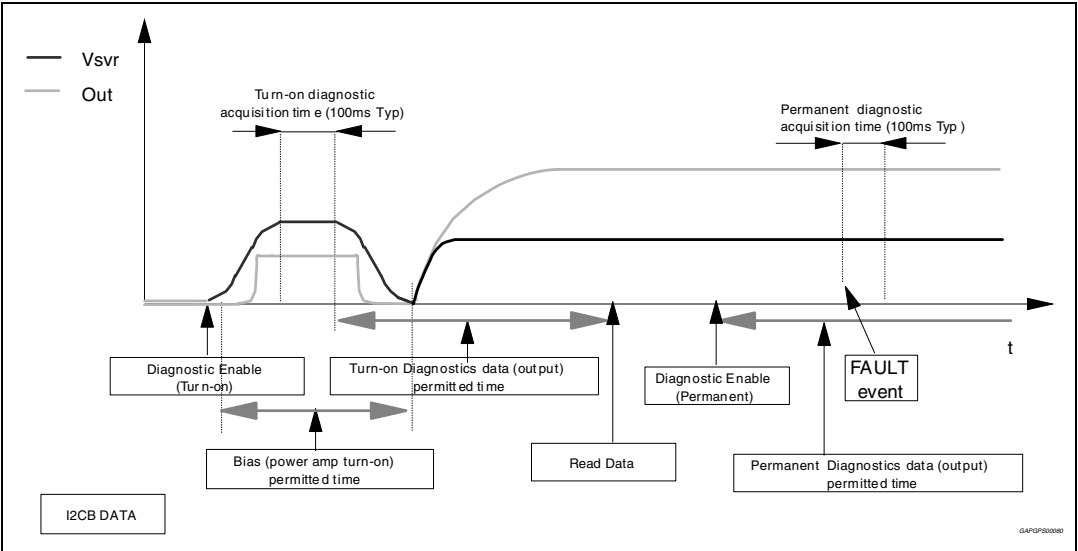 Vsvr
Out
Turn-on diagnostic
acquisition time (100ms Typ)
Permanent diagnostic
acquisition time (100ms Typ)
t
Diagnostic Enable
(Turn-on)
Turn-on Diagnostics data (output)
permitted time
Diagnostic Enable
(Permanent)
FAULT
event
Bias (power amp turn-on)
permitted time
Read Data
Permanent Diagnostics data (output)
permitted time
I2CB DATA
GAPGPS00080